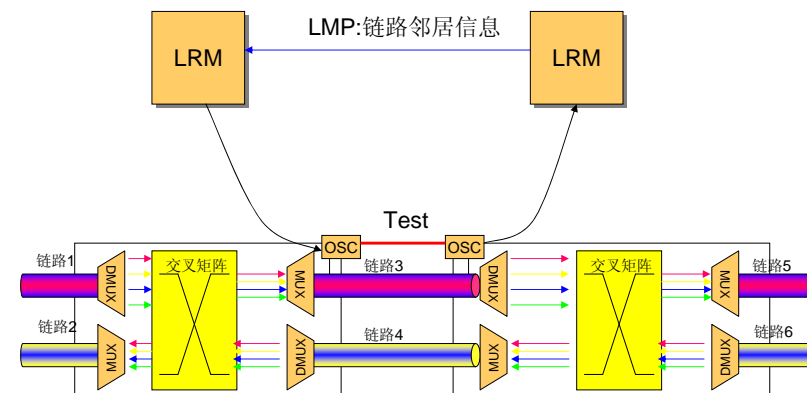 LMP:链路邻居信息
LRM
LRM
Test
OSC
OSC
链路1
DMUX
交叉矩阵
MUX
链路3
DMUX
交叉矩阵
MUX
链路5
链路2
MUX
DMUX
链路4
MUX
DMUX
链路6